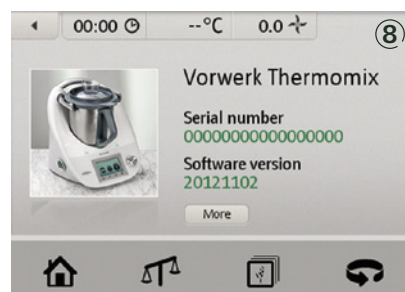 00:00 --°C 0.0 ⑧
Vorwerk Thermomix
Serial number
00000000000000000
Software version
20121102
More